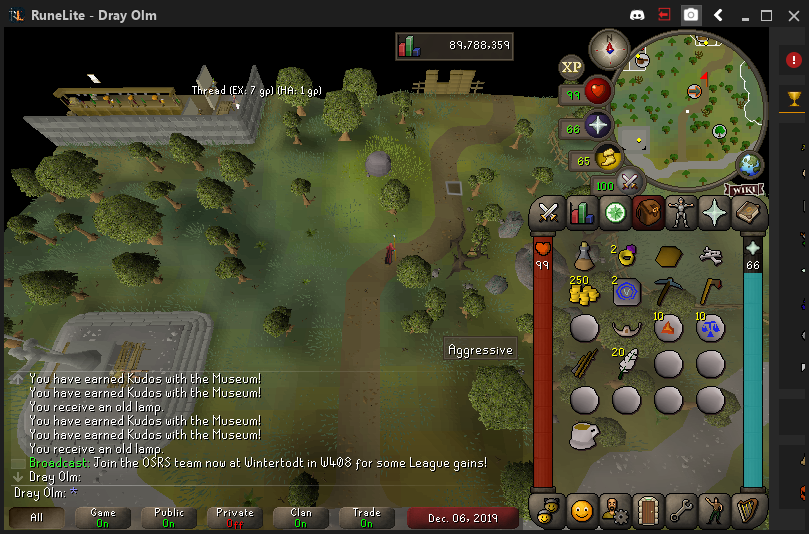 RuneLite - Dray Olm
89,788,359
Thread (EX: 7 gp) (HA: 1 gp)
N
XP
99
66
65
100
WIKI
99
66
2
250
2
10
10
20
Aggressive
You have earned Kudos with the Museum!
You have earned Kudos with the Museum!
You receive an old lamp.
You have earned Kudos with the Museum!
You have earned Kudos with the Museum!
You receive an old lamp.
Broadcast: Join the OSRS team now at Wintertodt in W408 for some League gains!
Dray Olm:
Dray Olm: *
All
Game
On
Public
On
Private
Off
Clan
On
Trade
On
Dec. 06, 2019